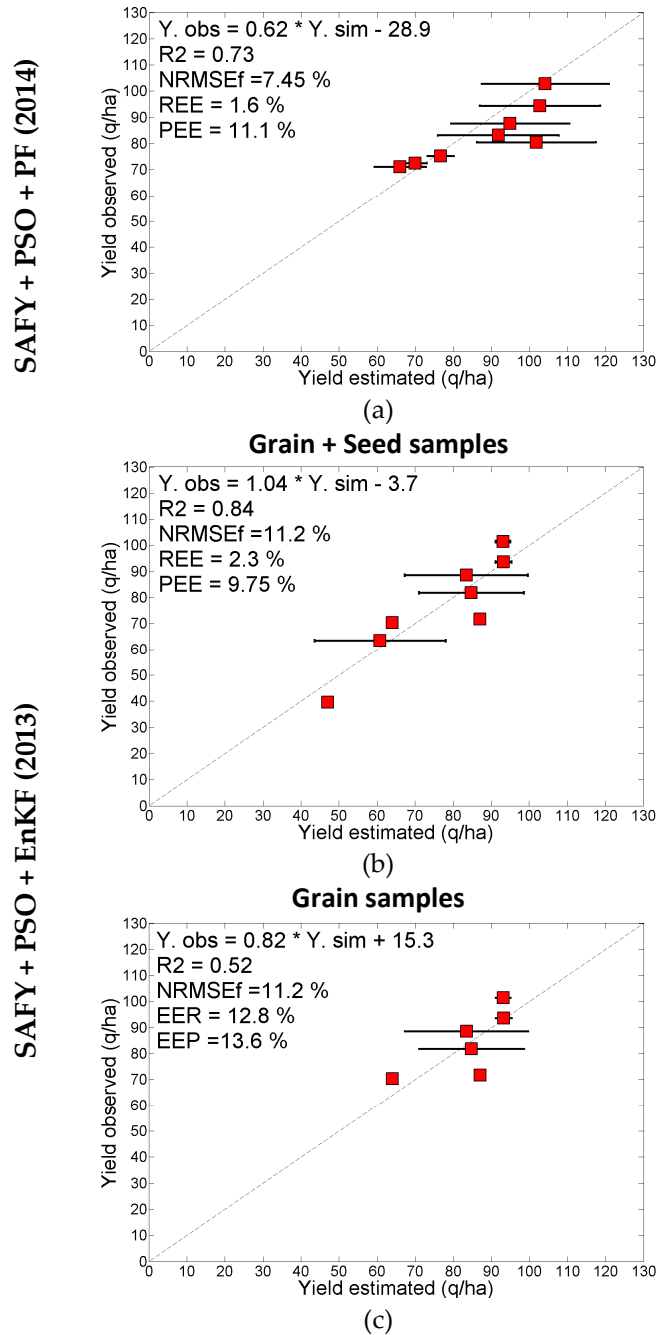 SAFY + PSO + PF (2014)
Y. obs = 0.62 * Y. sim - 28.9
R2 = 0.73
NRMSEf =7.45 %
REE = 1.6 %
PEE = 11.1 %
Yield observed (q/ha)
130
120
110
100
90
80
70
60
50
40
30
20
10
0
0 10 20 30 40 50 60 70 80 90 100 110 120 130
Yield estimated (q/ha)
(a)
SAFY + PSO + EnKF (2013)
Grain + Seed samples
Y. obs = 1.04 * Y. sim - 3.7
R2 = 0.84
NRMSEf =11.2 %
REE = 2.3 %
PEE = 9.75 %
Yield observed (q/ha)
130
120
110
100
90
80
70
60
50
40
30
20
10
0
0 10 20 30 40 50 60 70 80 90 100 110 120 130
Yield estimated (q/ha)
(b)
Grain samples
Y. obs = 0.82 * Y. sim + 15.3
R2 = 0.52
NRMSEf =11.2 %
EER = 12.8 %
EEP =13.6 %
Yield observed (q/ha)
130
120
110
100
90
80
70
60
50
40
30
20
10
0
0 10 20 30 40 50 60 70 80 90 100 110 120 130
Yield estimated (q/ha)
(c)